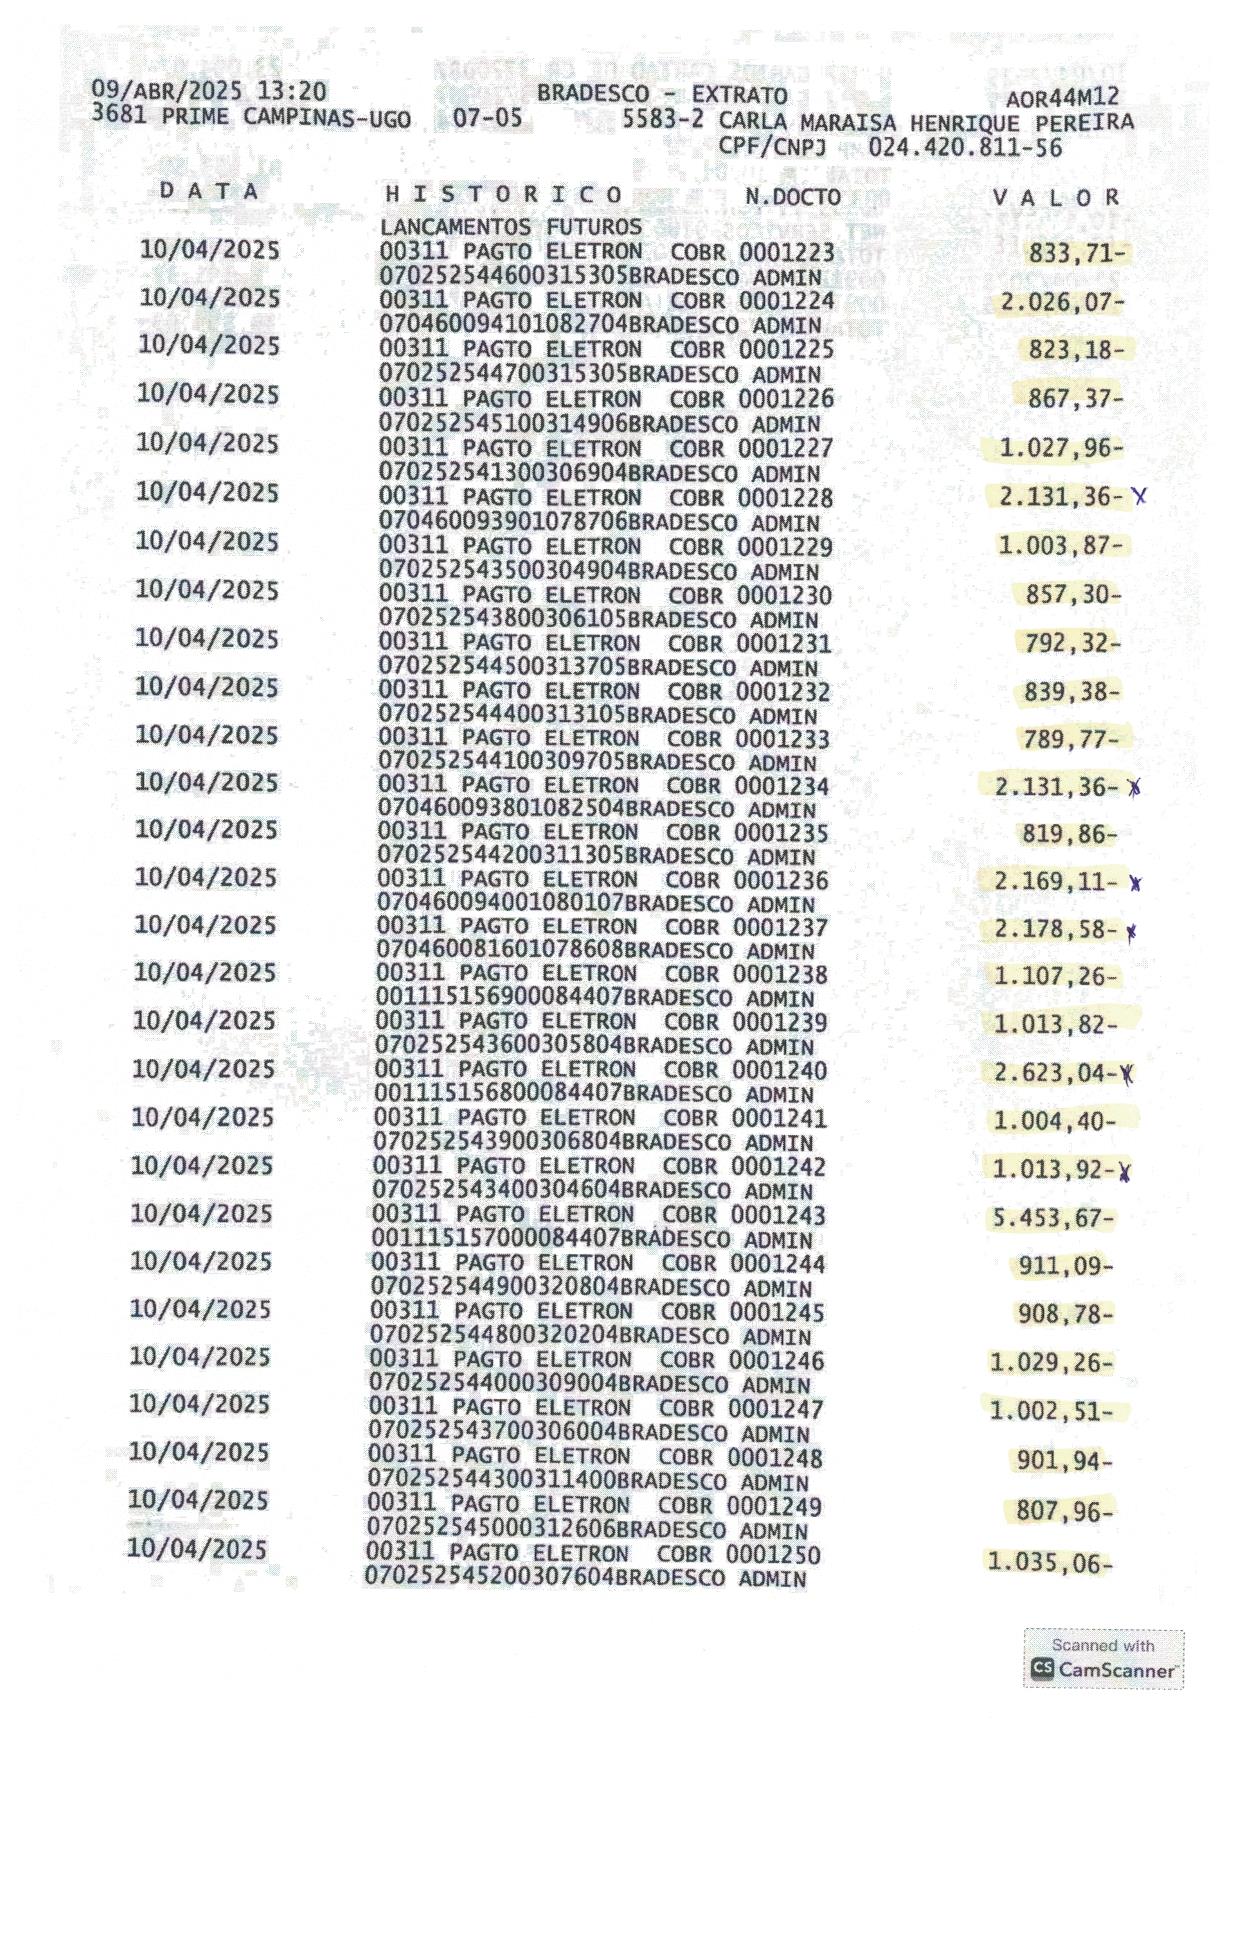 09/ABR/2025 13:20 BRADESCO - EXTRATO AOR44M12
3681 PRIME CAMPINAS-UGO 07-05 5583-2 CARLA MARAISA HENRIQUE PEREIRA
CPF/CNPJ 024.420.811-56
D A T A H I S T O R I C O N.DOCTO V A L O R
LANCAMENTOS FUTUROS
10/04/2025 00311 PAGTO ELETRON COBR 0001223 833,71-
070252544600315305BRADESCO ADMIN
10/04/2025 00311 PAGTO ELETRON COBR 0001224 2.026,07-
070460094101082704BRADESCO ADMIN
10/04/2025 00311 PAGTO ELETRON COBR 0001225 823,18-
070252544700315305BRADESCO ADMIN
10/04/2025 00311 PAGTO ELETRON COBR 0001226 867,37-
070252545100314906BRADESCO ADMIN
10/04/2025 00311 PAGTO ELETRON COBR 0001227 1.027,96-
070252541300306904BRADESCO ADMIN
10/04/2025 00311 PAGTO ELETRON COBR 0001228 2.131,36- x
070460093901078706BRADESCO ADMIN
10/04/2025 00311 PAGTO ELETRON COBR 0001229 1.003,87-
070252543500304904BRADESCO ADMIN
10/04/2025 00311 PAGTO ELETRON COBR 0001230 857,30-
070252543800306105BRADESCO ADMIN
10/04/2025 00311 PAGTO ELETRON COBR 0001231 792,32-
070252544500313705BRADESCO ADMIN
10/04/2025 00311 PAGTO ELETRON COBR 0001232 839,38-
070252544400313105BRADESCO ADMIN
10/04/2025 00311 PAGTO ELETRON COBR 0001233 789,77-
070252544100309705BRADESCO ADMIN
10/04/2025 00311 PAGTO ELETRON COBR 0001234 2.131,36- x
070460093801082504BRADESCO ADMIN
10/04/2025 00311 PAGTO ELETRON COBR 0001235 819,86-
070252544200311305BRADESCO ADMIN
10/04/2025 00311 PAGTO ELETRON COBR 0001236 2.169,11- x
070460094001080107BRADESCO ADMIN
10/04/2025 00311 PAGTO ELETRON COBR 0001237 2.178,58- x
070460081601078608BRADESCO ADMIN
10/04/2025 00311 PAGTO ELETRON COBR 0001238 1.107,26-
001115156900084407BRADESCO ADMIN
10/04/2025 00311 PAGTO ELETRON COBR 0001239 1.013,82-
070252543600305804BRADESCO ADMIN
10/04/2025 00311 PAGTO ELETRON COBR 0001240 2.623,04- x
001115156800084407BRADESCO ADMIN
10/04/2025 00311 PAGTO ELETRON COBR 0001241 1.004,40-
070252543900306804BRADESCO ADMIN
10/04/2025 00311 PAGTO ELETRON COBR 0001242 1.013,92- x
070252543400304604BRADESCO ADMIN
10/04/2025 00311 PAGTO ELETRON COBR 0001243 5.453,67-
001115157000084407BRADESCO ADMIN
10/04/2025 00311 PAGTO ELETRON COBR 0001244 911,09-
070252544900320804BRADESCO ADMIN
10/04/2025 00311 PAGTO ELETRON COBR 0001245 908,78-
070252544800320204BRADESCO ADMIN
10/04/2025 00311 PAGTO ELETRON COBR 0001246 1.029,26-
070252544000309004BRADESCO ADMIN
10/04/2025 00311 PAGTO ELETRON COBR 0001247 1.002,51-
070252543700306004BRADESCO ADMIN
10/04/2025 00311 PAGTO ELETRON COBR 0001248 901,94-
070252544300311400BRADESCO ADMIN
10/04/2025 00311 PAGTO ELETRON COBR 0001249 807,96-
070252545000312606BRADESCO ADMIN
10/04/2025 00311 PAGTO ELETRON COBR 0001250 1.035,06-
070252545200307604BRADESCO ADMIN
Scanned with
CS CamScanner